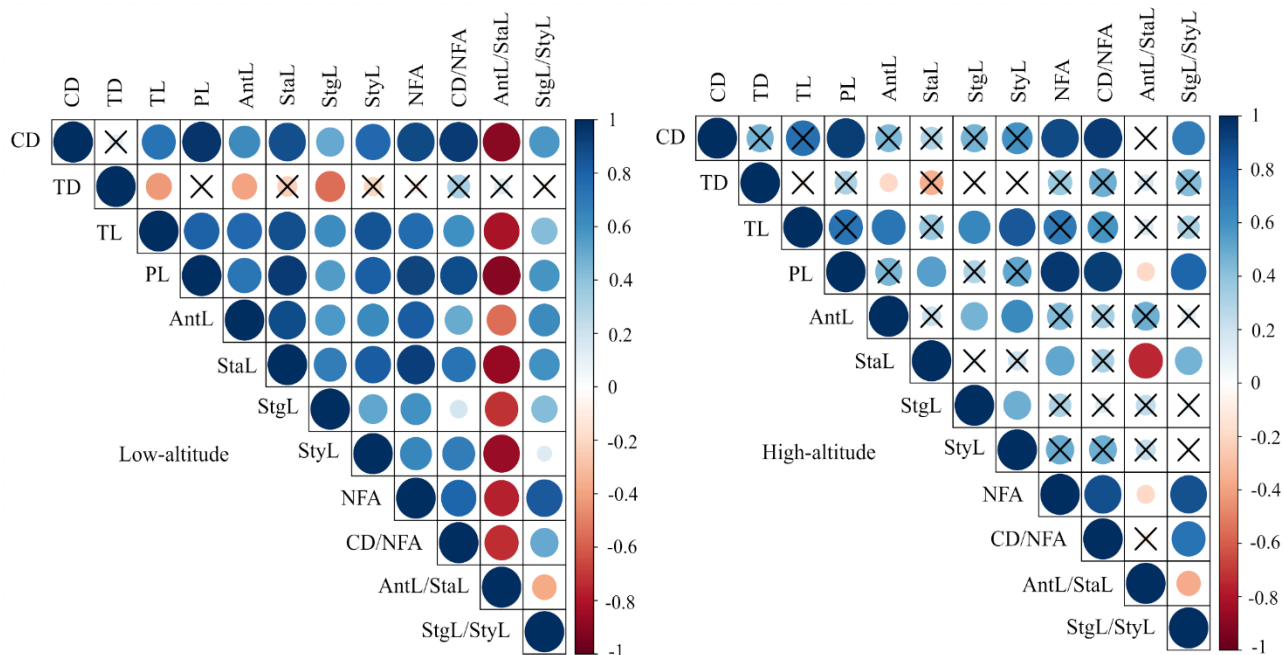 CD TD TL PL AntL StaL StgL StyL NFA CD/NFA AntL/StaL StgL/StyL
CD
TD
TL
PL
AntL
StaL
StgL
StyL
NFA
CD/NFA
AntL/StaL
StgL/StyL
Low-altitude
1
0.8
0.6
0.4
0.2
0
-0.2
-0.4
-0.6
-0.8
-1
CD TD TL PL AntL StaL StgL StyL NFA CD/NFA AntL/StaL StgL/StyL
CD
TD
TL
PL
AntL
StaL
StgL
StyL
NFA
CD/NFA
AntL/StaL
StgL/StyL
High-altitude
1
0.8
0.6
0.4
0.2
0
-0.2
-0.4
-0.6
-0.8
-1